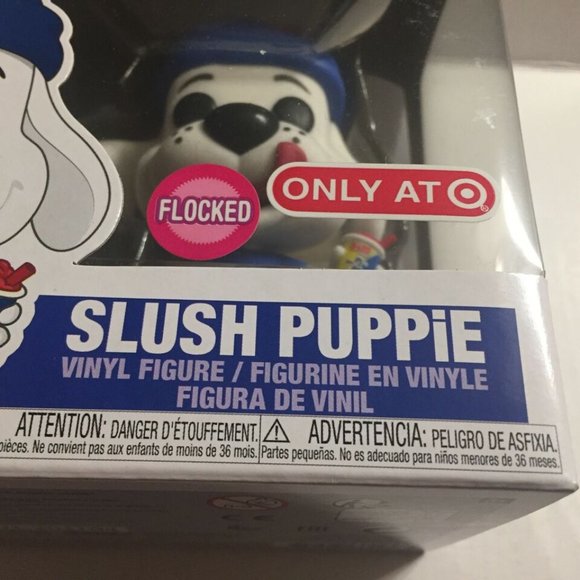 FLOCKED
ONLY AT
SLUSH PUPPiE
VINYL FIGURE / FIGURINE EN VINYLE
FIGURA DE VINIL
ATTENTION: DANGER D'ÉTOUFFEMENT.
pièces. Ne convient pas aux enfants de moins de 36 mois.
ADVERTENCIA: PELIGRO DE ASFIXIA.
Partes pequeñas. No es adecuado para niños menores de 36 meses.